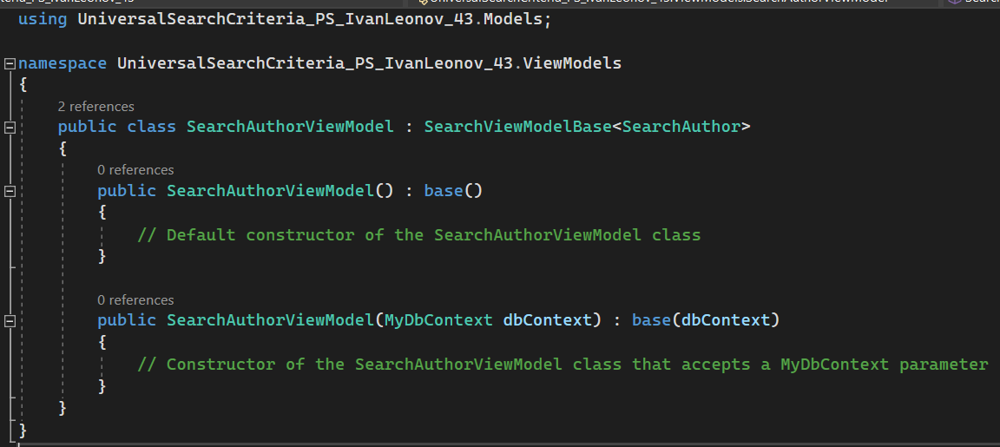 using UniversalSearchCriteria_PS_IvanLeonov_43.Models;
namespace UniversalSearchCriteria_PS_IvanLeonov_43.ViewModels
{
2 references
public class SearchAuthorViewModel : SearchViewModelBase<SearchAuthor>
{
0 references
public SearchAuthorViewModel() : base()
{
// Default constructor of the SearchAuthorViewModel class
}
0 references
public SearchAuthorViewModel(MyDbContext dbContext) : base(dbContext)
{
// Constructor of the SearchAuthorViewModel class that accepts a MyDbContext parameter
}
}
}